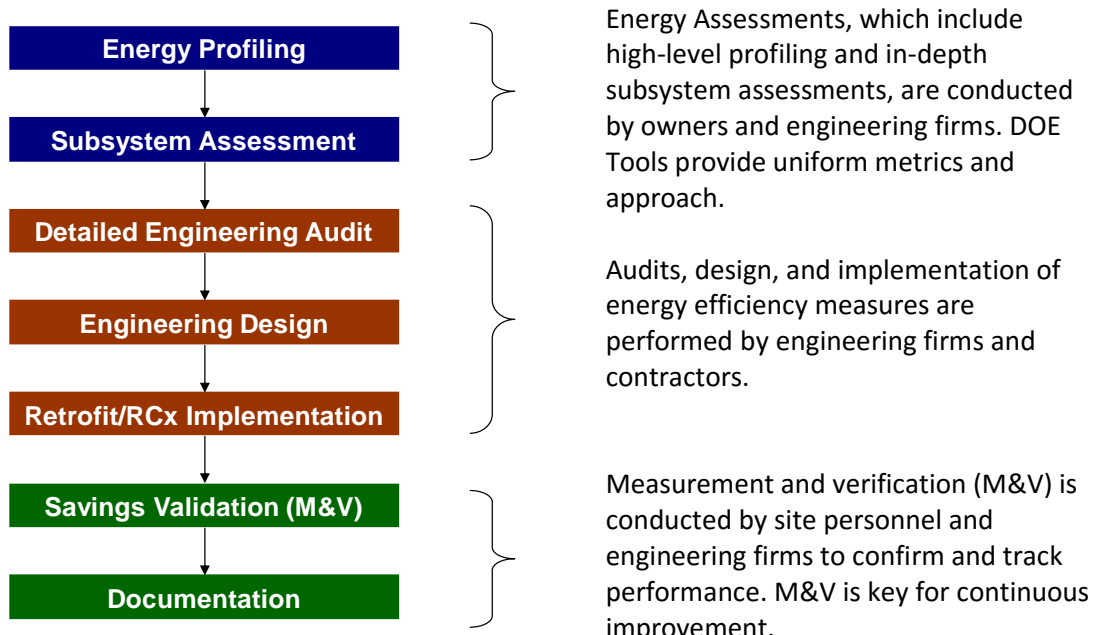 Energy Profiling
Subsystem Assessment
Energy Assessments, which include
high-level profiling and in-depth
subsystem assessments, are conducted
by owners and engineering firms. DOE
Tools provide uniform metrics and
approach.
Detailed Engineering Audit
Engineering Design
Retrofit/RCx Implementation
Audits, design, and implementation of
energy efficiency measures are
performed by engineering firms and
contractors.
Savings Validation (M&V)
Documentation
Measurement and verification (M&V) is
conducted by site personnel and
engineering firms to confirm and track
performance. M&V is key for continuous
improvement.